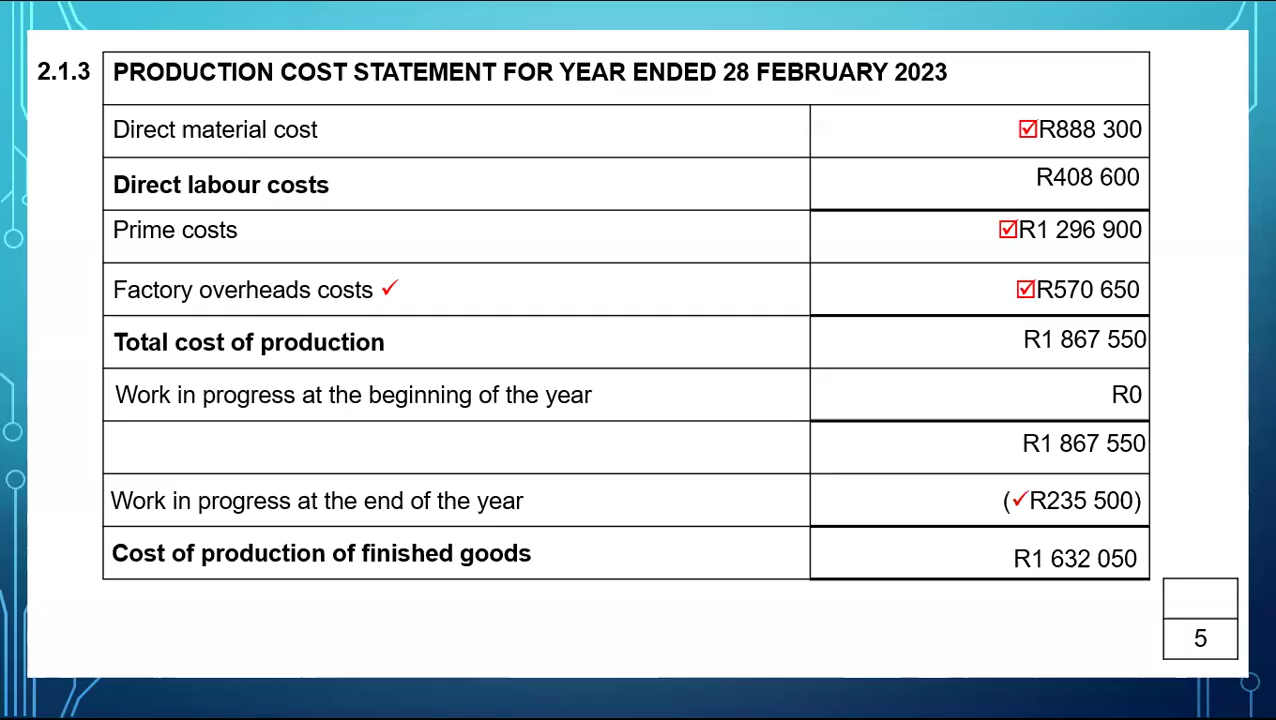 2.1.3 PRODUCTION COST STATEMENT FOR YEAR ENDED 28 FEBRUARY 2023
Direct material cost ☑R888 300
Direct labour costs R408 600
Prime costs ☑R1 296 900
Factory overheads costs ✓ ☑R570 650
Total cost of production R1 867 550
Work in progress at the beginning of the year R0
R1 867 550
Work in progress at the end of the year (✓R235 500)
Cost of production of finished goods R1 632 050
5